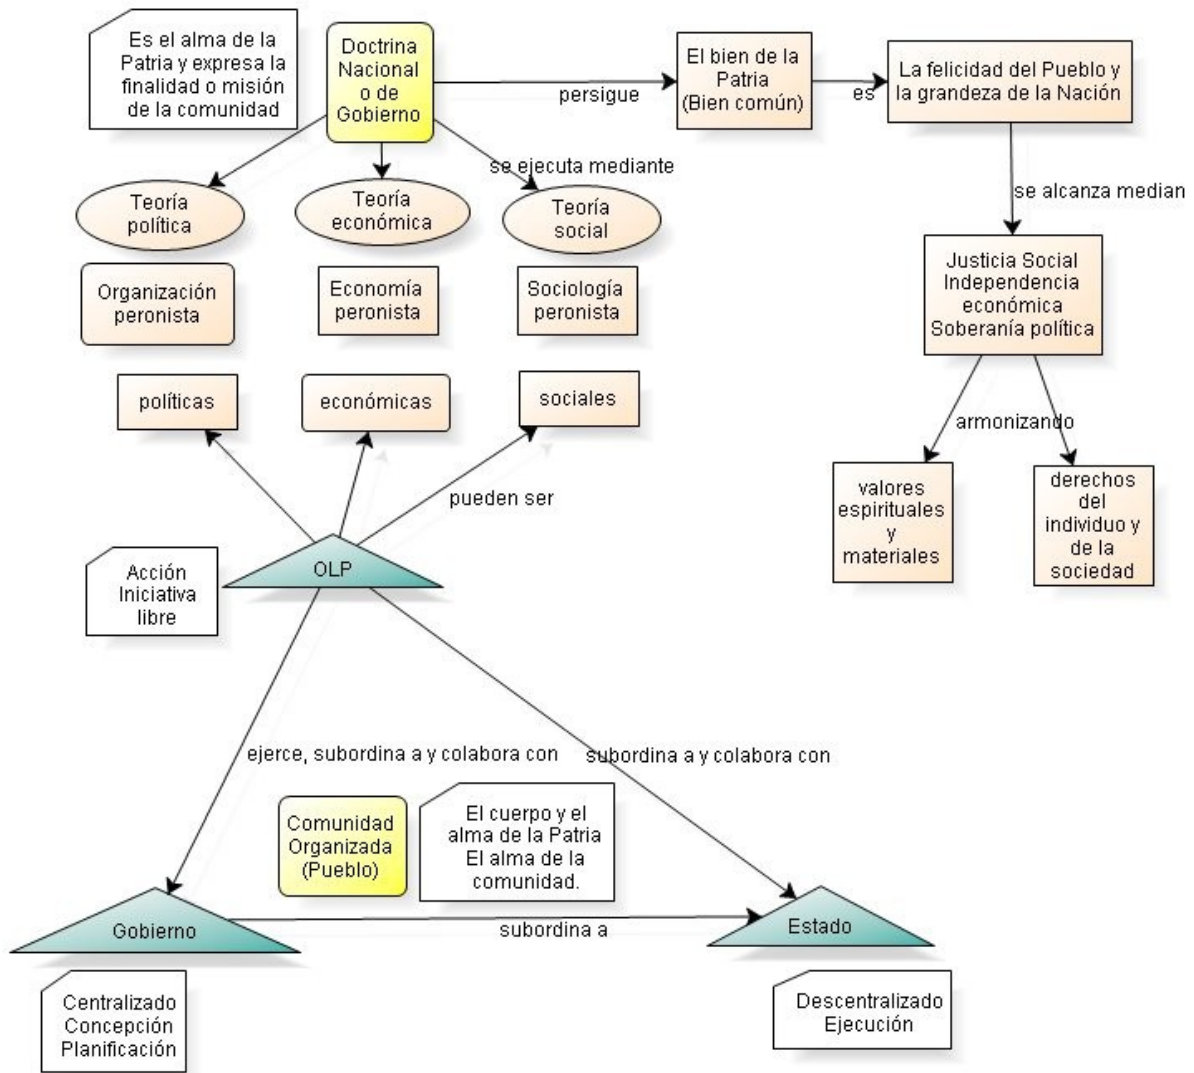 Es el alma de la
Patria y expresa la
finalidad o misión
de la comunidad
Doctrina
Nacional
o de
Gobierno
persigue
El bien de la
Patria
(Bien común)
es
La felicidad del Pueblo y
la grandeza de la Nación
se ejecuta mediante
se alcanza median
Teoría
política
Teoría
económica
Teoría
social
Organización
peronista
Economía
peronista
Sociología
peronista
Justicia Social
Independencia
económica
Soberanía política
políticas
económicas
sociales
armonizando
pueden ser
valores
espirituales
y
materiales
derechos
del
individuo y
de la
sociedad
Acción
Iniciativa
libre
OLP
ejerce, subordina a y colabora con
subordina a y colabora con
Comunidad
Organizada
(Pueblo)
El cuerpo y el
alma de la Patria
El alma de la
comunidad.
Gobierno
subordina a
Estado
Centralizado
Concepción
Planificación
Descentralizado
Ejecución